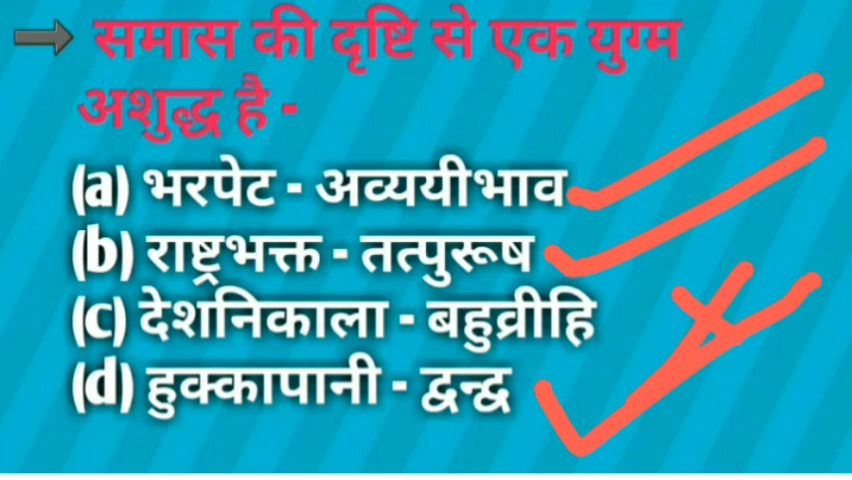 समास की दृष्टि से एक युग्म
अशुद्ध है -
(a) भरपेट - अव्ययीभाव
(b) राष्ट्रभक्त - तत्पुरूष
(c) देशनिकाला - बहुव्रीहि
(d) हुक्कापानी - द्वन्द्व